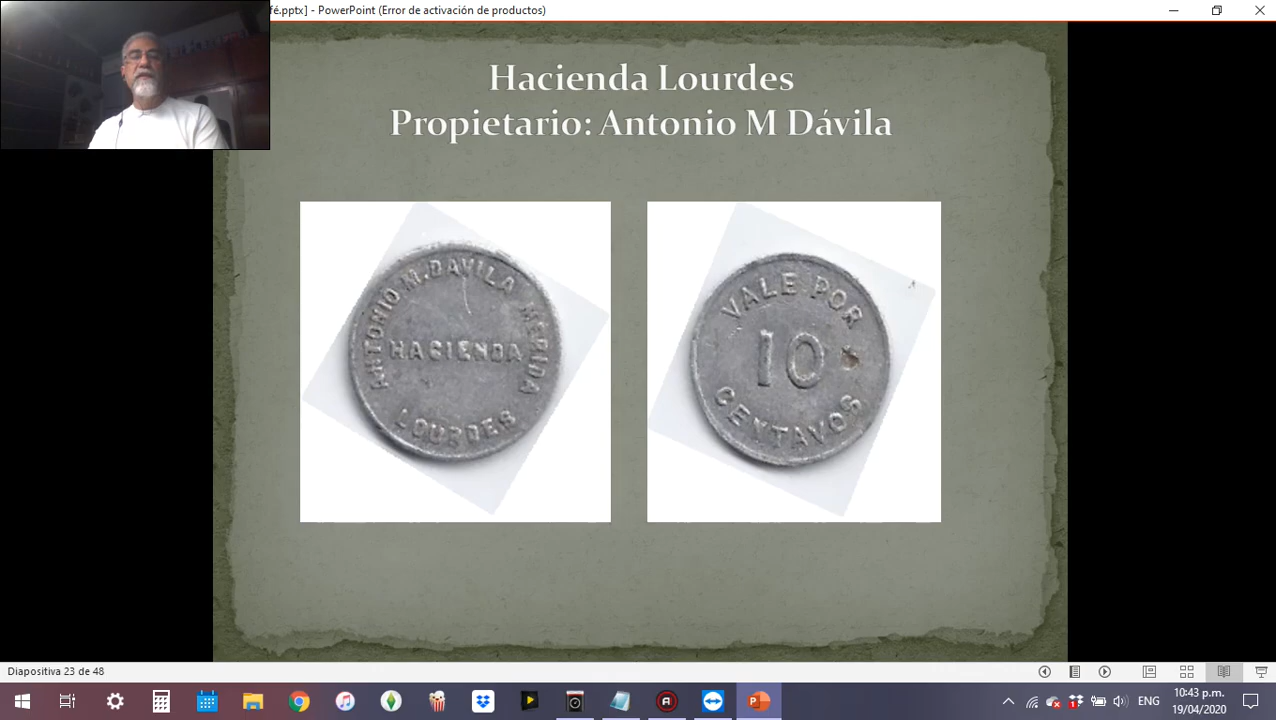 fé.pptx] - PowerPoint (Error de activación de productos)
Hacienda Lourdes
Propietario: Antonio M Dávila
ANTONIO M. DAVILA MERIDA
HACIENDA
LOURDES
VALE POR
10
CENTAVOS
Diapositiva 23 de 48
ENG
10:43 p.m.
19/04/2020